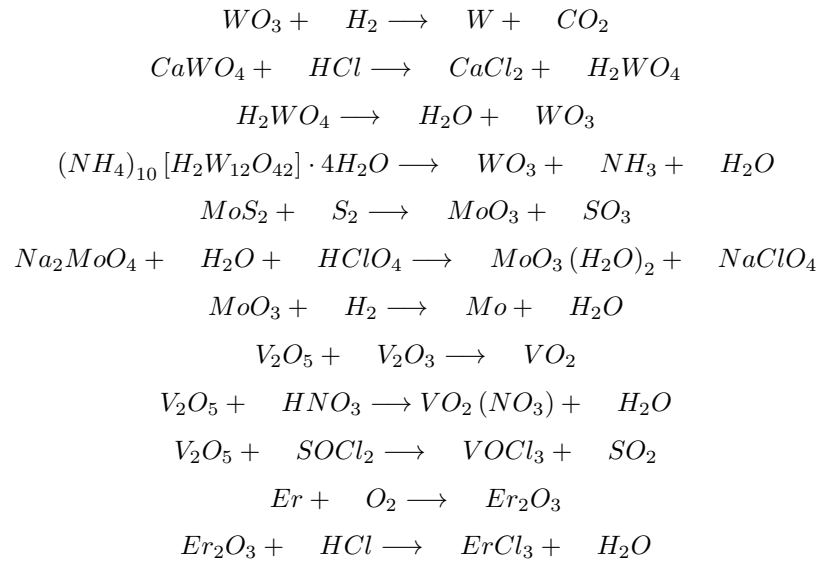 WO₃ + H₂ ⟶ W + CO₂
CaWO₄ + HCl ⟶ CaCl₂ + H₂WO₄
H₂WO₄ ⟶ H₂O + WO₃
(NH₄)₁₀ [H₂W₁₂O₄₂] · 4H₂O ⟶ WO₃ + NH₃ + H₂O
MoS₂ + S₂ ⟶ MoO₃ + SO₃
Na₂MoO₄ + H₂O + HClO₄ ⟶ MoO₃ (H₂O)₂ + NaClO₄
MoO₃ + H₂ ⟶ Mo + H₂O
V₂O₅ + V₂O₃ ⟶ VO₂
V₂O₅ + HNO₃ ⟶ VO₂ (NO₃) + H₂O
V₂O₅ + SOCl₂ ⟶ VOCl₃ + SO₂
Er + O₂ ⟶ Er₂O₃
Er₂O₃ + HCl ⟶ ErCl₃ + H₂O